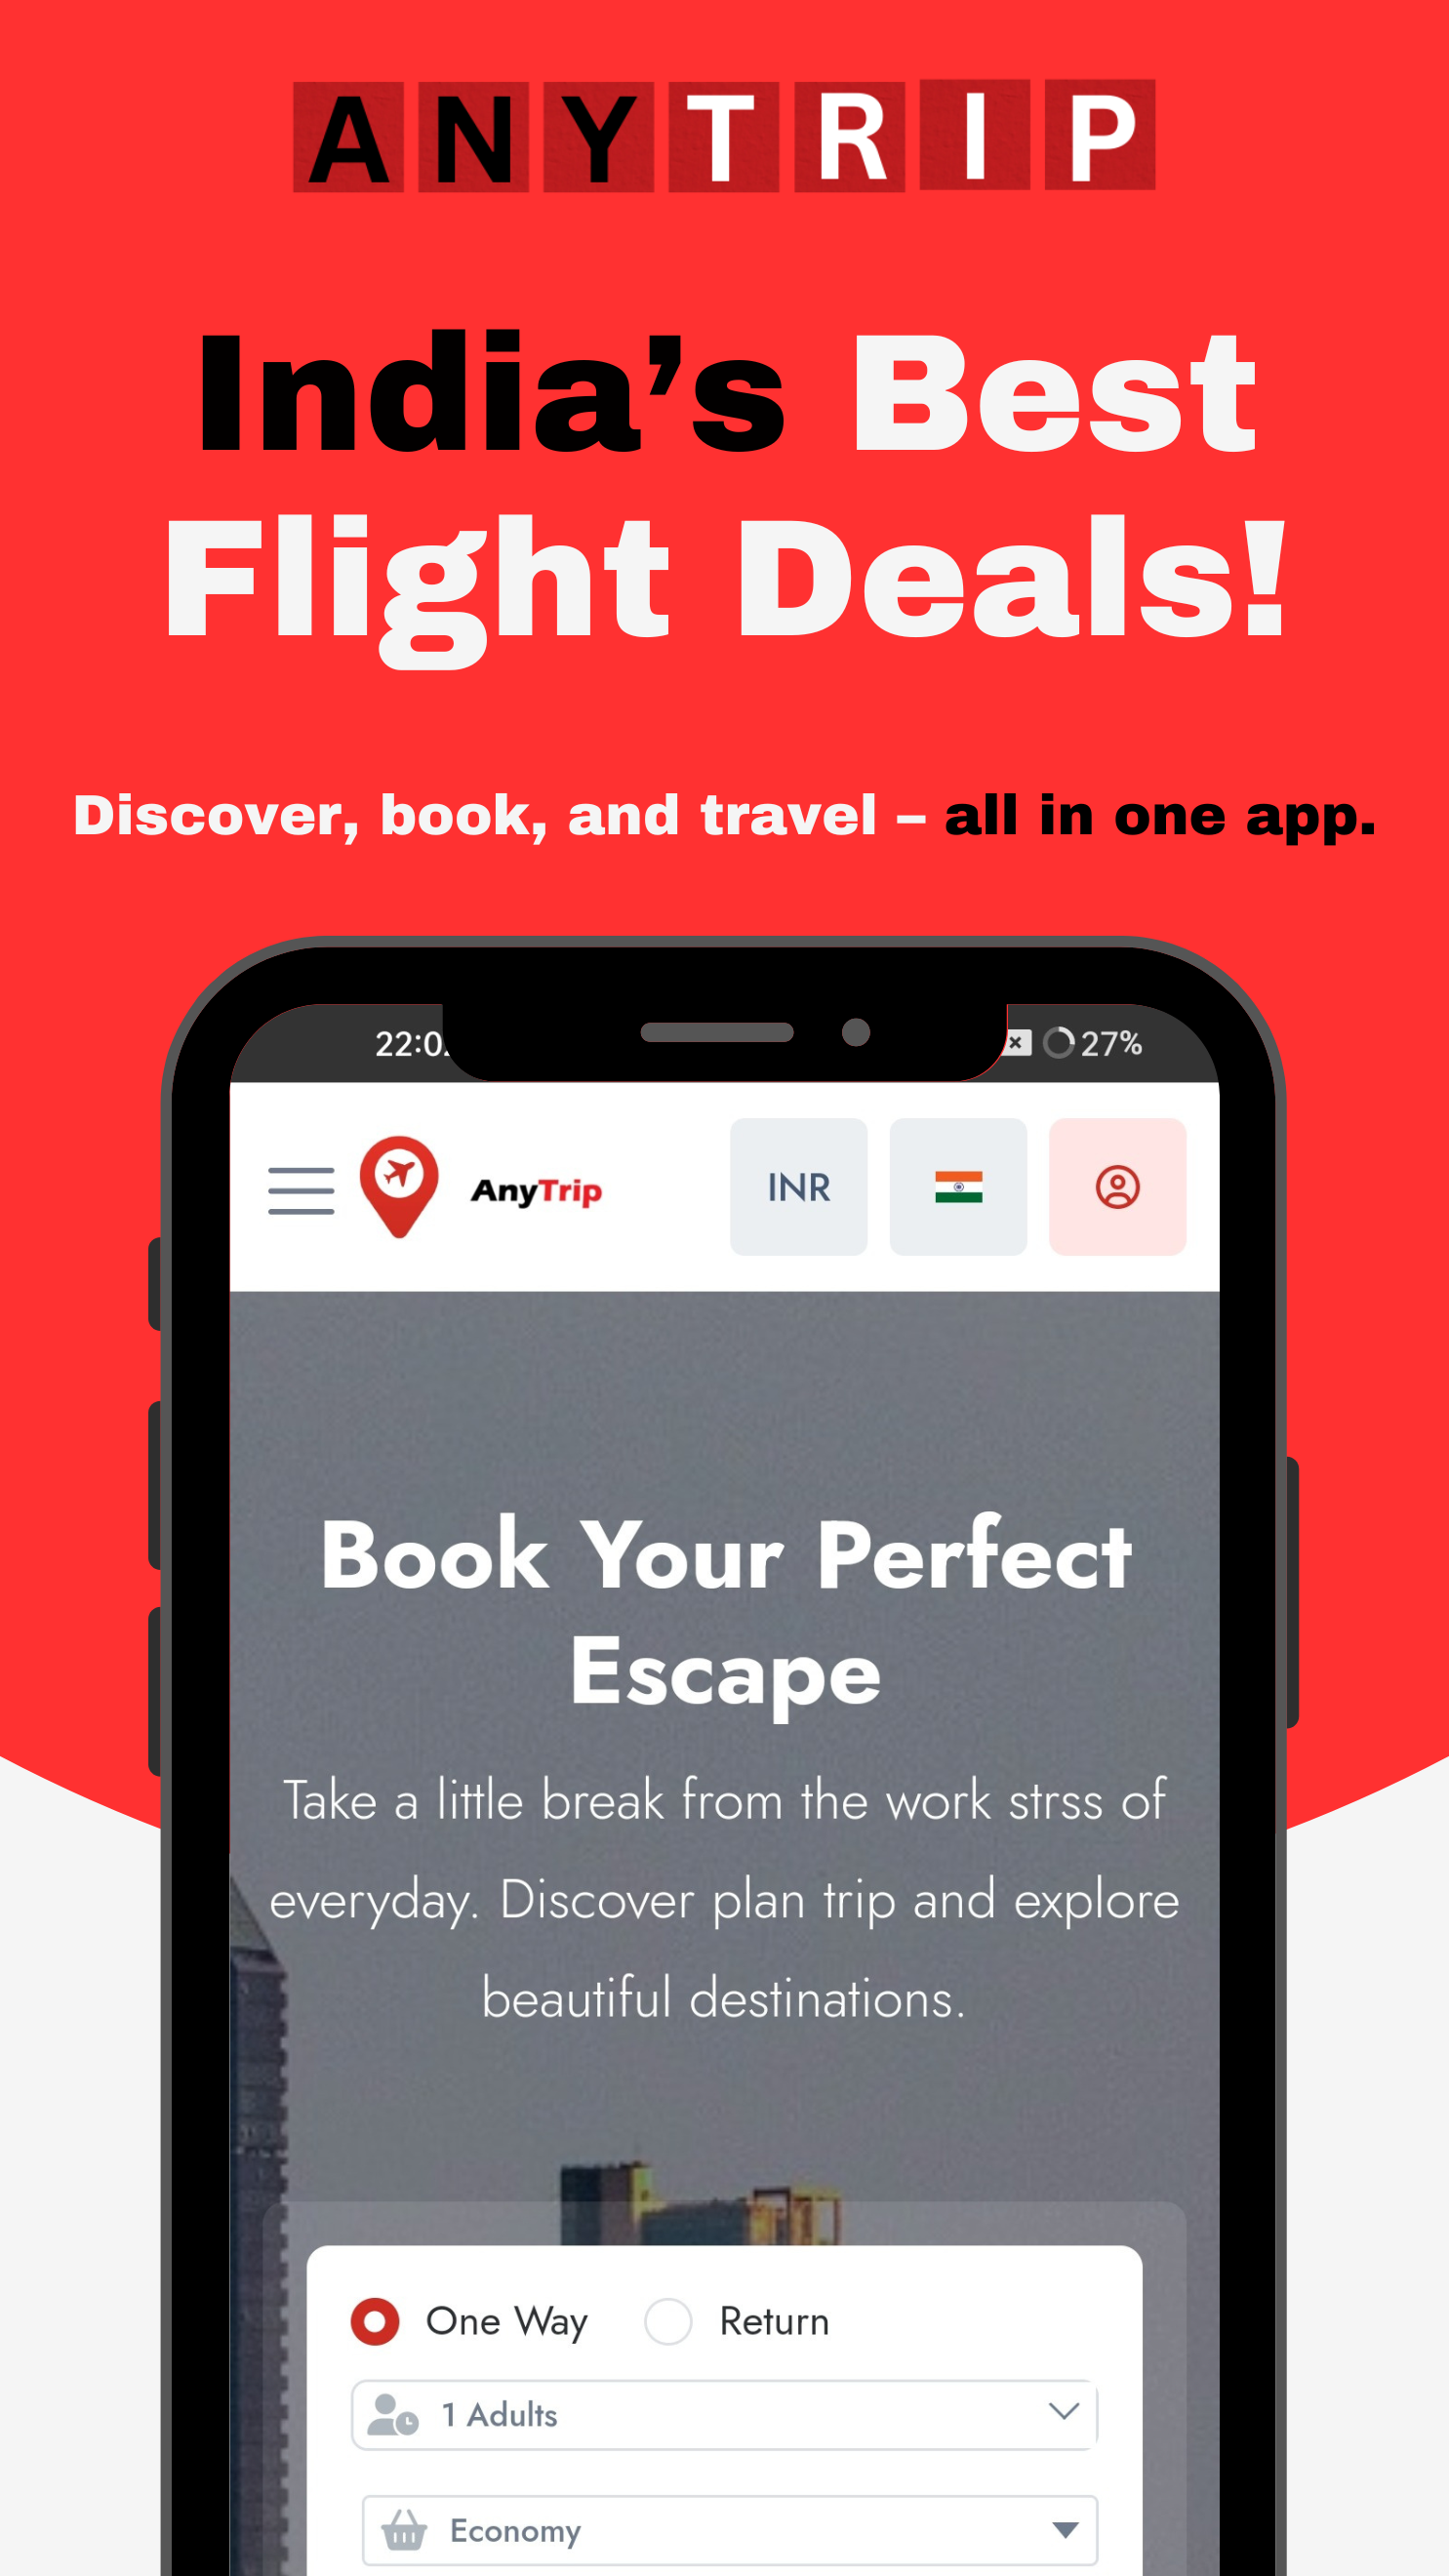 ANYTRIP
India’s Best
Flight Deals!
Discover, book, and travel – all in one app.
27%
AnyTrip
INR
Book Your Perfect
Escape
Take a little break from the work strss of
everyday. Discover plan trip and explore
beautiful destinations.
One Way
Return
1 Adults
Economy